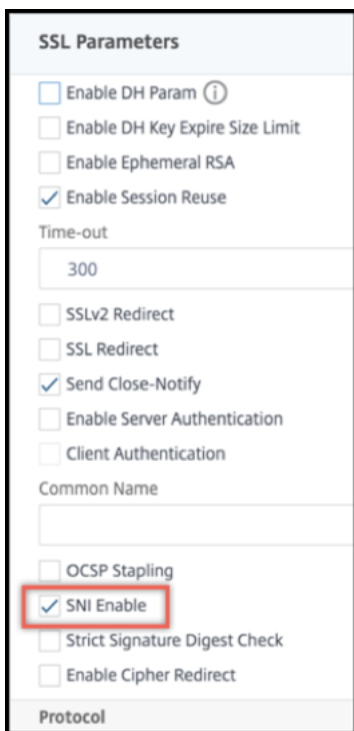 SSL Parameters
Enable DH Param
Enable DH Key Expire Size Limit
Enable Ephemeral RSA
Enable Session Reuse
Time-out
300
SSLv2 Redirect
SSL Redirect
Send Close-Notify
Enable Server Authentication
Client Authentication
Common Name
OCSP Stapling
SNI Enable
Strict Signature Digest Check
Enable Cipher Redirect
Protocol